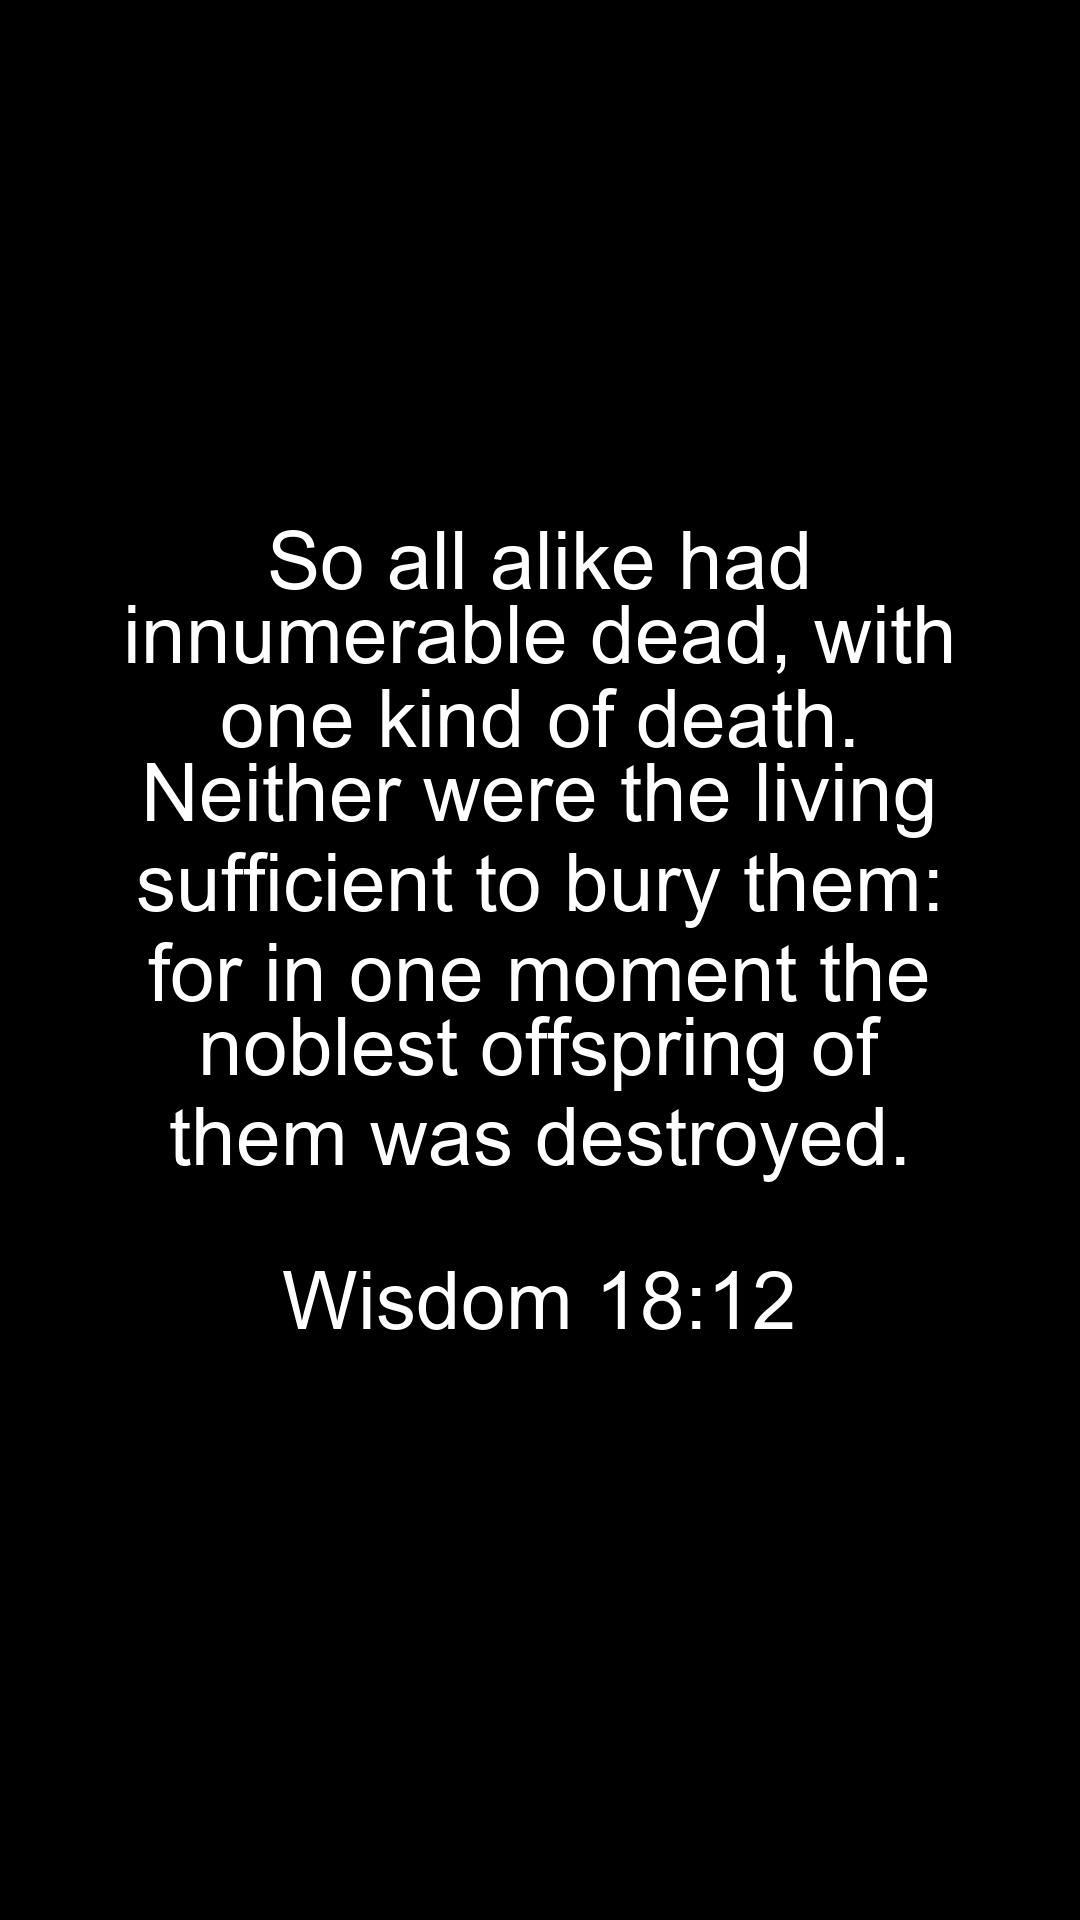 So all alike had
innumerable dead, with
one kind of death.
Neither were the living
sufficient to bury them:
for in one moment the
noblest offspring of
them was destroyed.
Wisdom 18:12